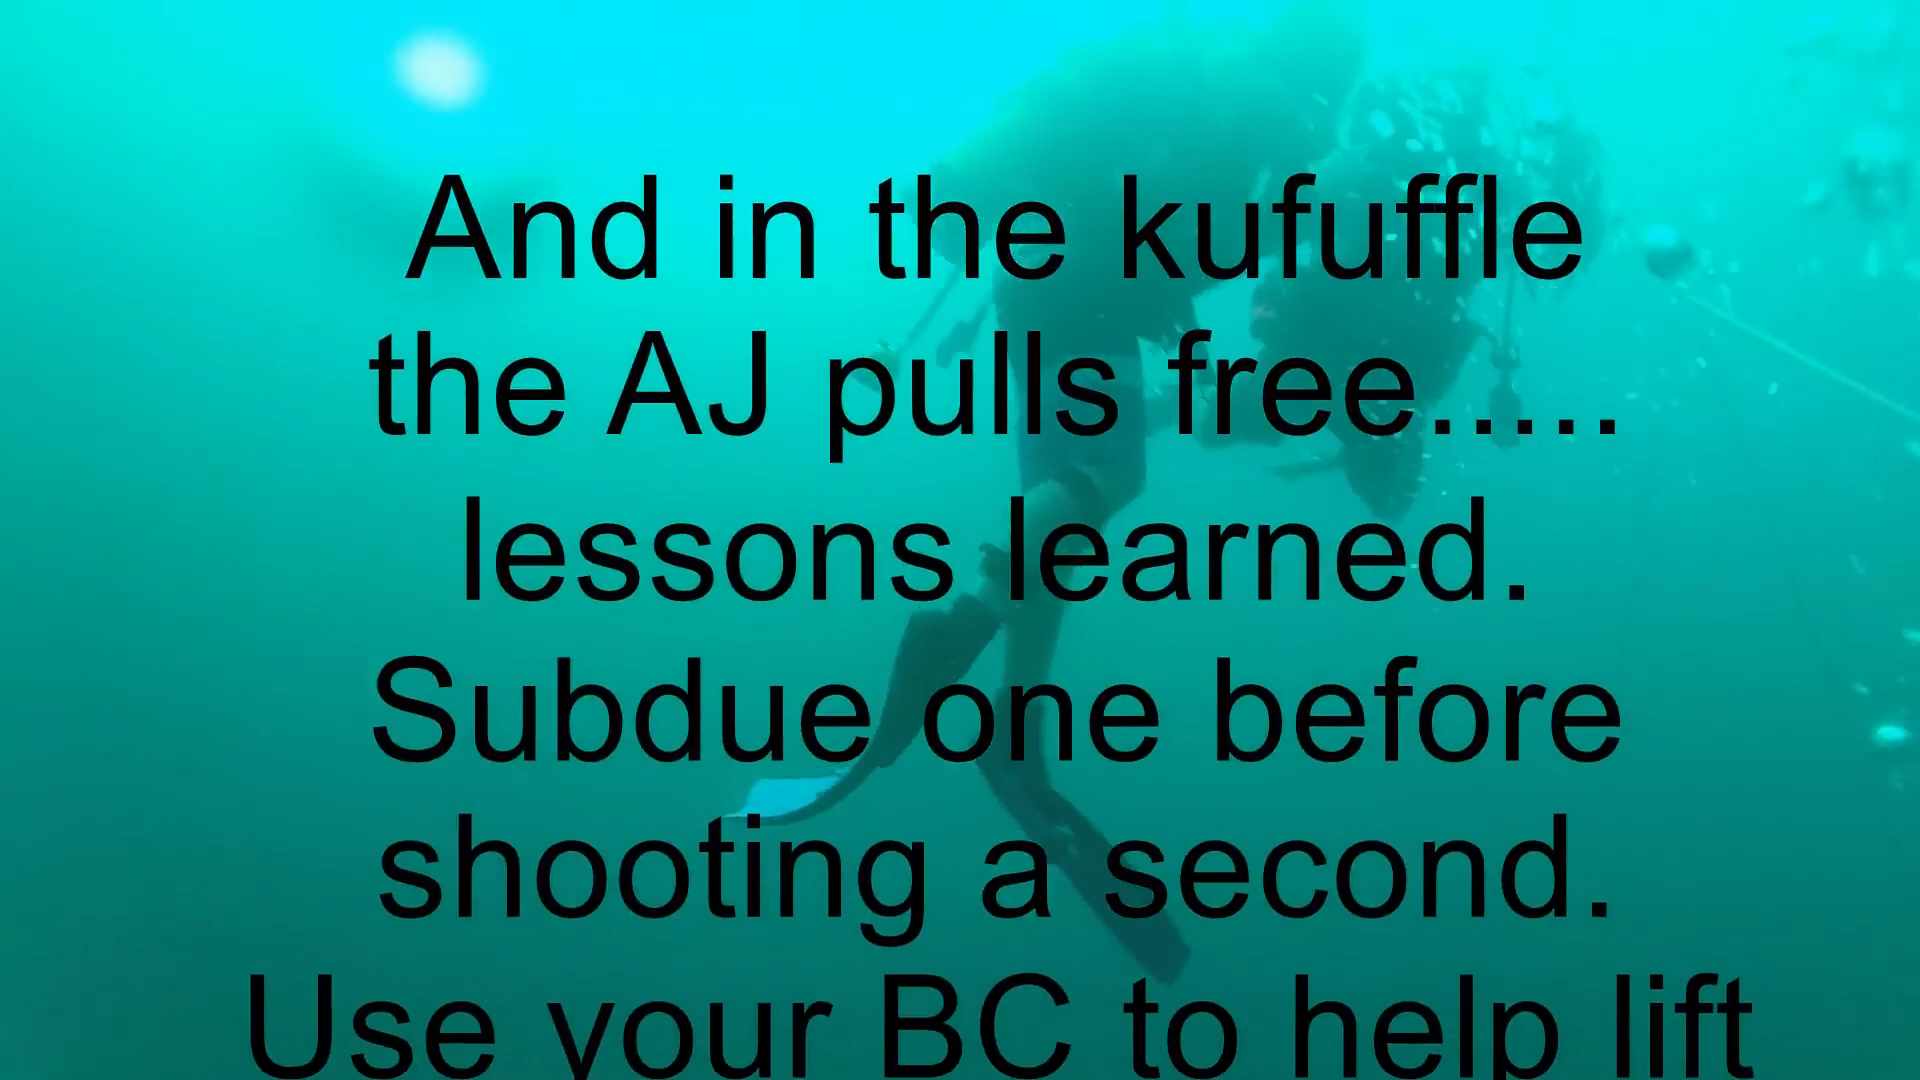 And in the kufuffle
the AJ pulls free.....
lessons learned.
Subdue one before
shooting a second.
Use your BC to help lift